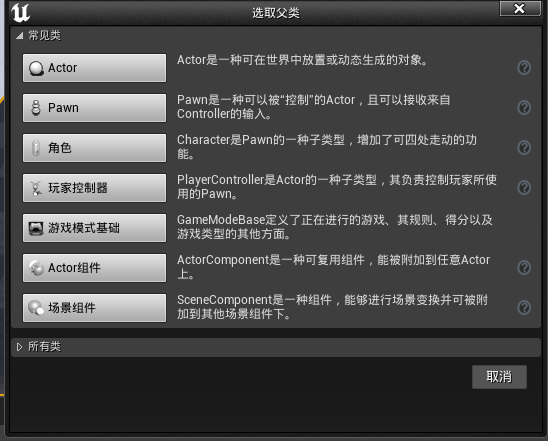 选取父类
常见类
Actor
Actor是一种可在世界中放置或动态生成的对象。
Pawn
Pawn是一种可以被“控制”的Actor，且可以接收来自
Controller的输入。
角色
Character是Pawn的一种子类型，增加了可四处走动的功
能。
玩家控制器
PlayerController是Actor的一种子类型，其负责控制玩家所使
用的Pawn。
游戏模式基础
GameModeBase定义了正在进行的游戏、其规则、得分以及
游戏类型的其他方面。
Actor组件
ActorComponent是一种可复用组件，能被附加到任意Actor
上。
场景组件
SceneComponent是一种组件，能够进行场景变换并可被附
加到其他场景组件下。
所有类
取消